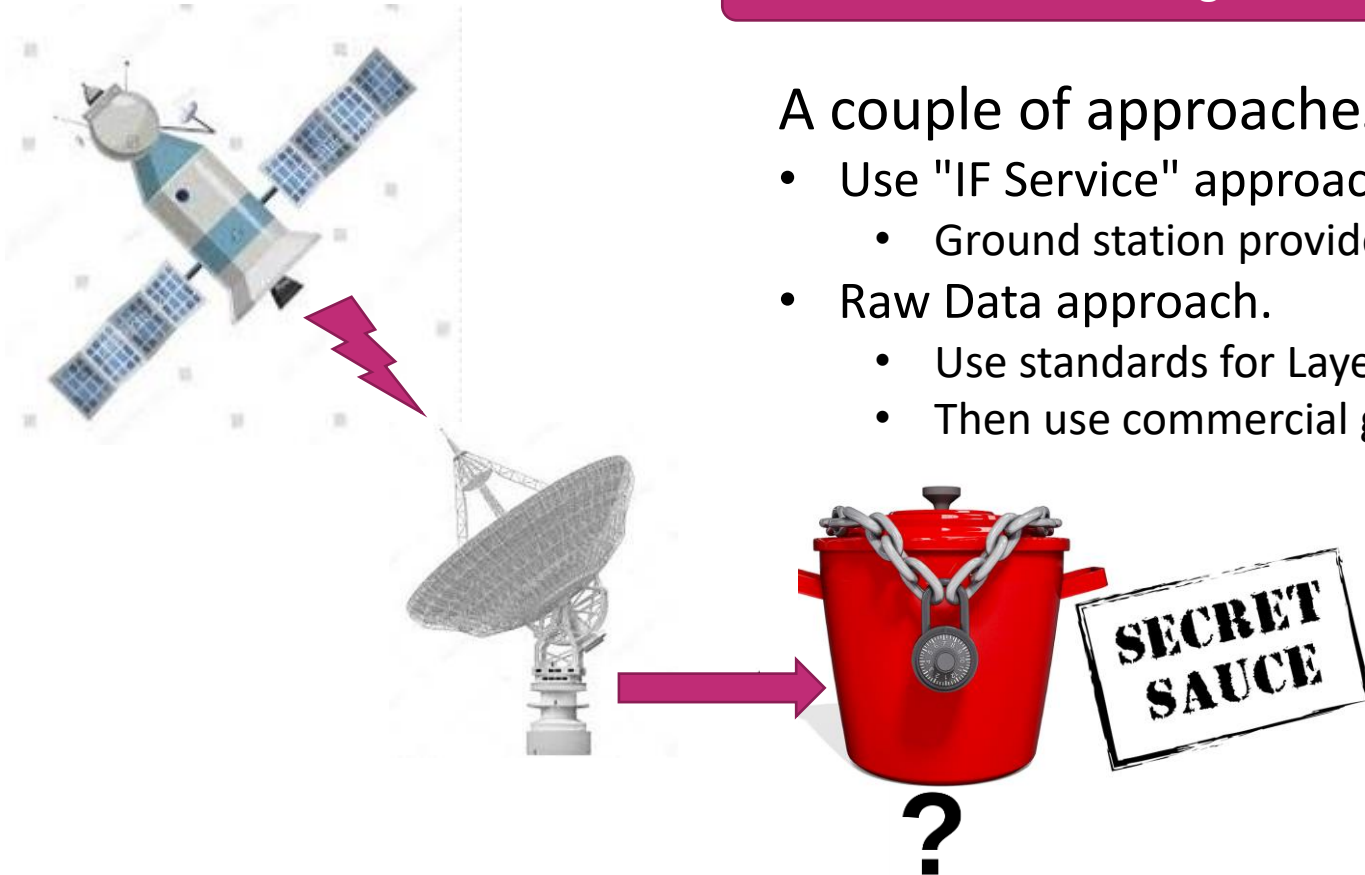 A couple of approache
• Use "IF Service" approac
• Ground station provide
• Raw Data approach.
• Use standards for Laye
• Then use commercial
SECRET
SAUCE
?